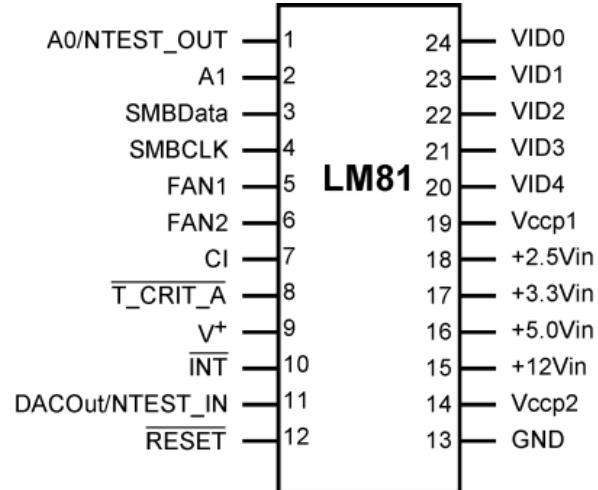 A0/NTEST_OUT 1 24 VID0
A1 2 23 VID1
SMBData 3 22 VID2
SMBCLK 4 21 VID3
LM81
FAN1 5 20 VID4
FAN2 6 19 Vccp1
CI 7 18 +2.5Vin
T_CRIT_A 8 17 +3.3Vin
V+ 9 16 +5.0Vin
INT 10 15 +12Vin
DACOut/NTEST_IN 11 14 Vccp2
RESET 12 13 GND